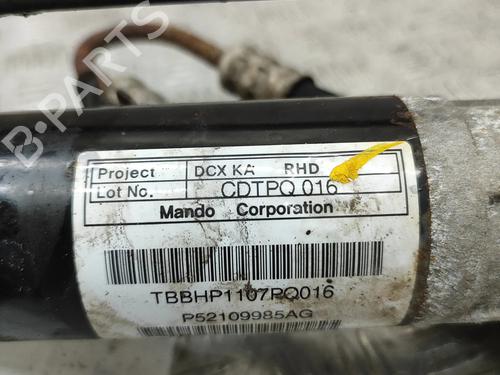 B-Parts
Project DCX KA RHD
Lot No. CDTPQ 016
Mando Corporation
TBBHP1107PQ016
P52109985AG